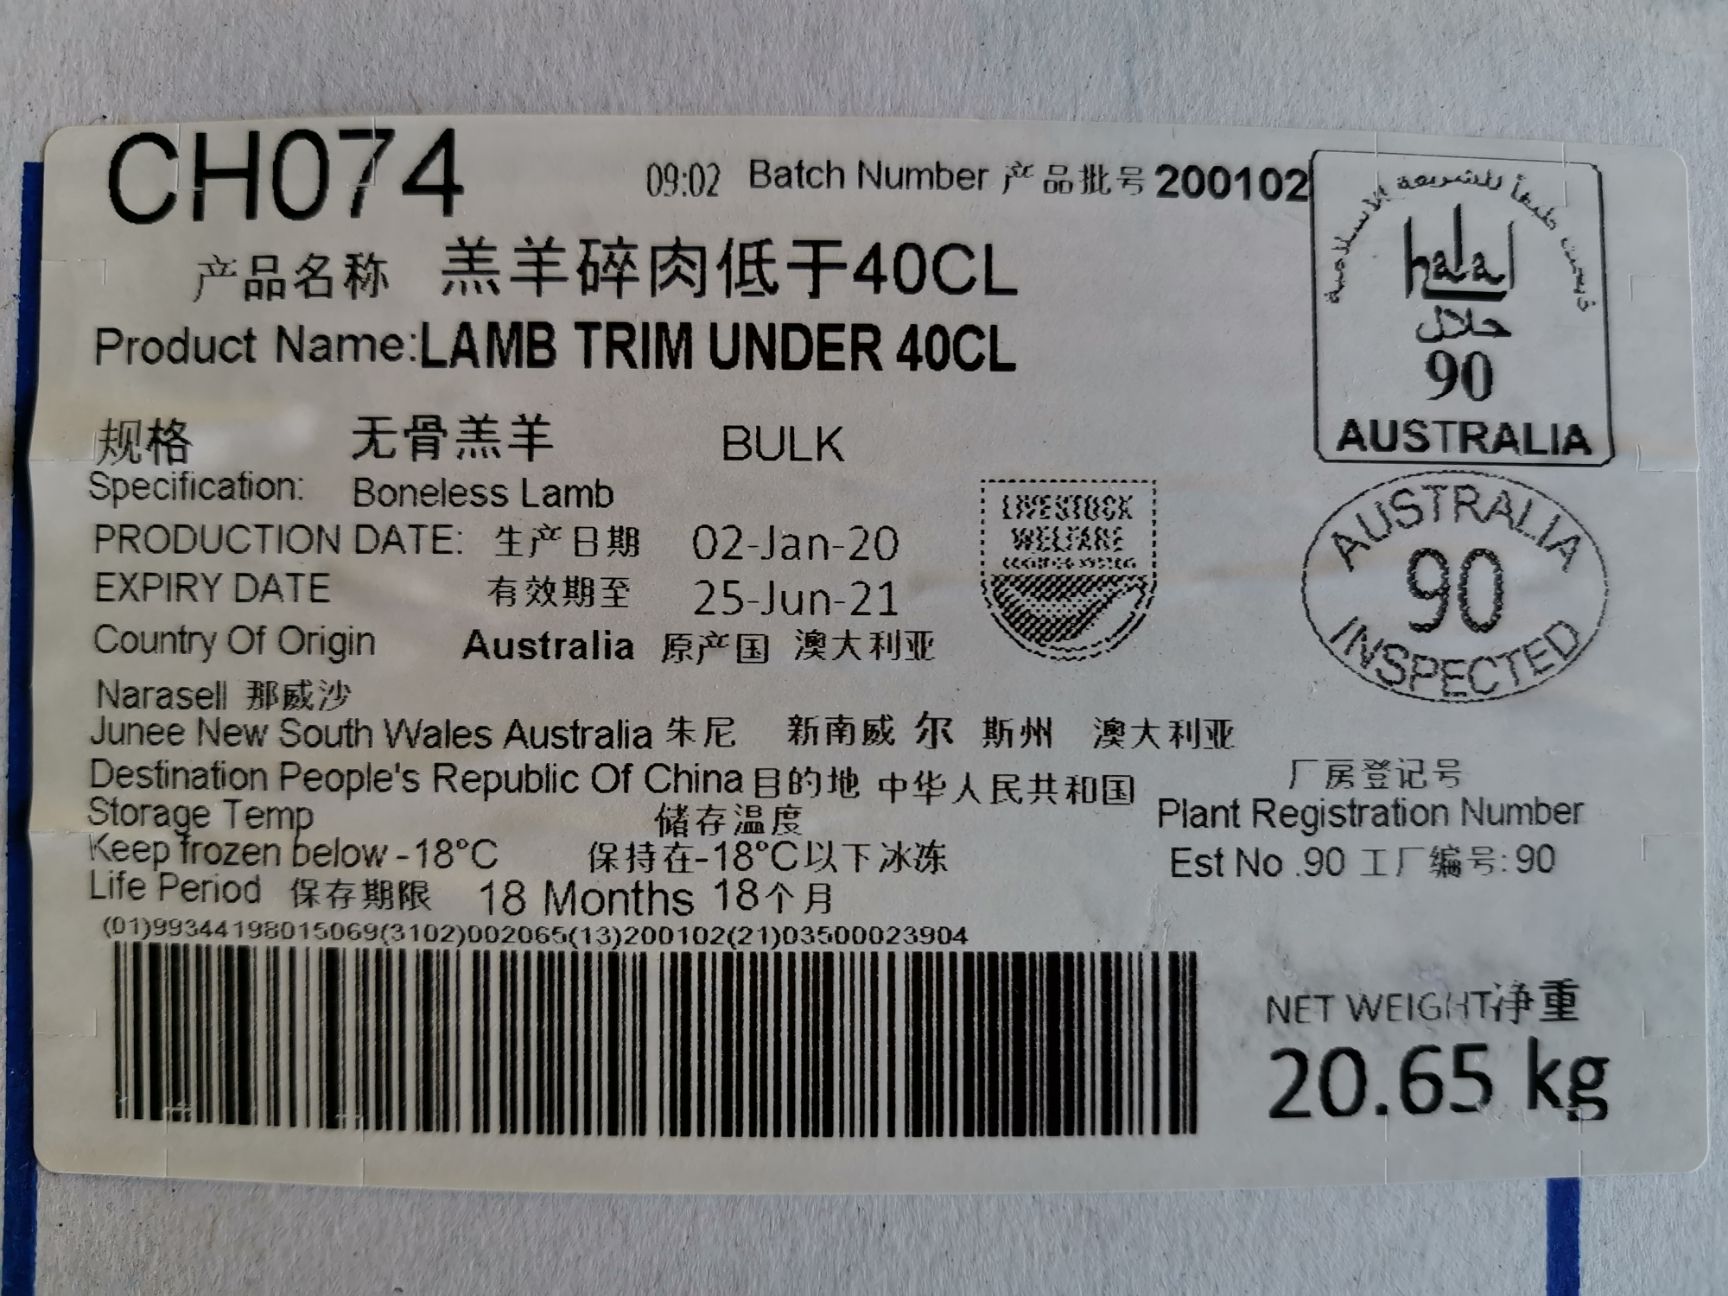 CH074
09:02 Batch Number 产品批号 200102
产品名称 羔羊碎肉低于40CL
Product Name:LAMB TRIM UNDER 40CL
ذبحت طبقاً للشريعة الإسلامية
halal
حلال
90
AUSTRALIA
规格 无骨羔羊 BULK
Specification: Boneless Lamb
PRODUCTION DATE: 生产日期 02-Jan-20
EXPIRY DATE 有效期至 25-Jun-21
LIVESTOCK
WELFARE
AUSTRALIA
90
INSPECTED
Country Of Origin Australia 原产国 澳大利亚
Narasell 那威沙
Junee New South Wales Australia 朱尼 新南威 尔 斯州 澳大利亚
Destination People's Republic Of China 目的地 中华人民共和国
厂房登记号
Plant Registration Number
Storage Temp 储存温度
Keep frozen below -18°C 保持在-18°C以下冰冻
Est No .90 工厂编号: 90
Life Period 保存期限 18 Months 18个月
(01)99344198015069(3102)002065(13)200102(21)03500023904
NET WEIGHT净重
20.65 kg